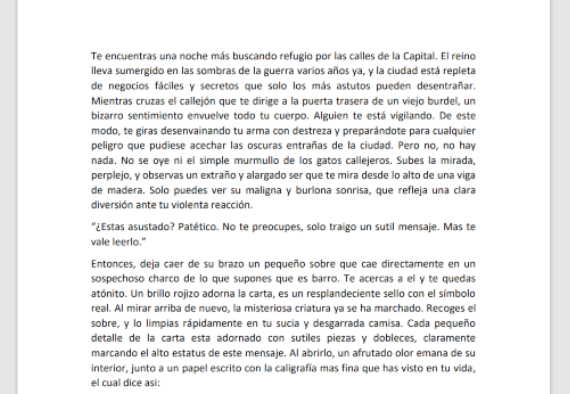 Te encuentras una noche más buscando refugio por las calles de la Capital. El reino
lleva sumergido en las sombras de la guerra varios años ya, y la ciudad está repleta
de negocios fáciles y secretos que solo los más astutos pueden desentrañar.
Mientras cruzas el callejón que te dirige a la puerta trasera de un viejo burdel, un
bizarro sentimiento envuelve todo tu cuerpo. Alguien te está vigilando. De este
modo, te giras desenvainando tu arma con destreza y preparándote para cualquier
peligro que pudiese acechar las oscuras entrañas de la ciudad. Pero no, no hay
nada. No se oye ni el simple murmullo de los gatos callejeros. Subes la mirada,
perplejo, y observas un extraño y alargado ser que te mira desde lo alto de una viga
de madera. Solo puedes ver su maligna y burlona sonrisa, que refleja una clara
diversión ante tu violenta reacción.
"¿Estas asustado? Patético. No te preocupes, solo traigo un sutil mensaje. Mas te
vale leerlo."
Entonces, deja caer de su brazo un pequeño sobre que cae directamente en un
sospechoso charco de lo que supones que es barro. Te acercas a el y te quedas
atónito. Un brillo rojizo adorna la carta, es un resplandeciente sello con el símbolo
real. Al mirar arriba de nuevo, la misteriosa criatura ya se ha marchado. Recoges el
sobre, y lo limpias rápidamente en tu sucia y desgarrada camisa. Cada pequeño
detalle de la carta esta adornado con sutiles piezas y dobleces, claramente
marcando el alto estatus de este mensaje. Al abrirlo, un afrutado olor emana de su
interior, junto a un papel escrito con la caligrafía mas fina que has visto en tu vida,
el cual dice asi: